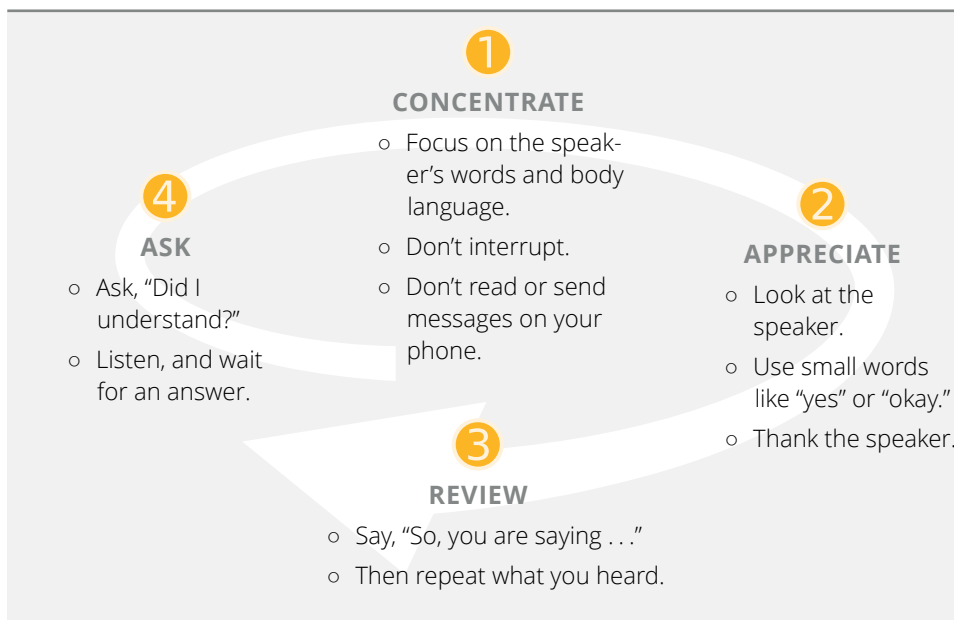 1
CONCENTRATE
○ Focus on the speak-
er’s words and body
language.
○ Don’t interrupt.
○ Don’t read or send
messages on your
phone.
2
APPRECIATE
○ Look at the
speaker.
○ Use small words
like “yes” or “okay.”
○ Thank the speaker.
3
REVIEW
○ Say, “So, you are saying . . .”
○ Then repeat what you heard.
4
ASK
○ Ask, “Did I
understand?”
○ Listen, and wait
for an answer.